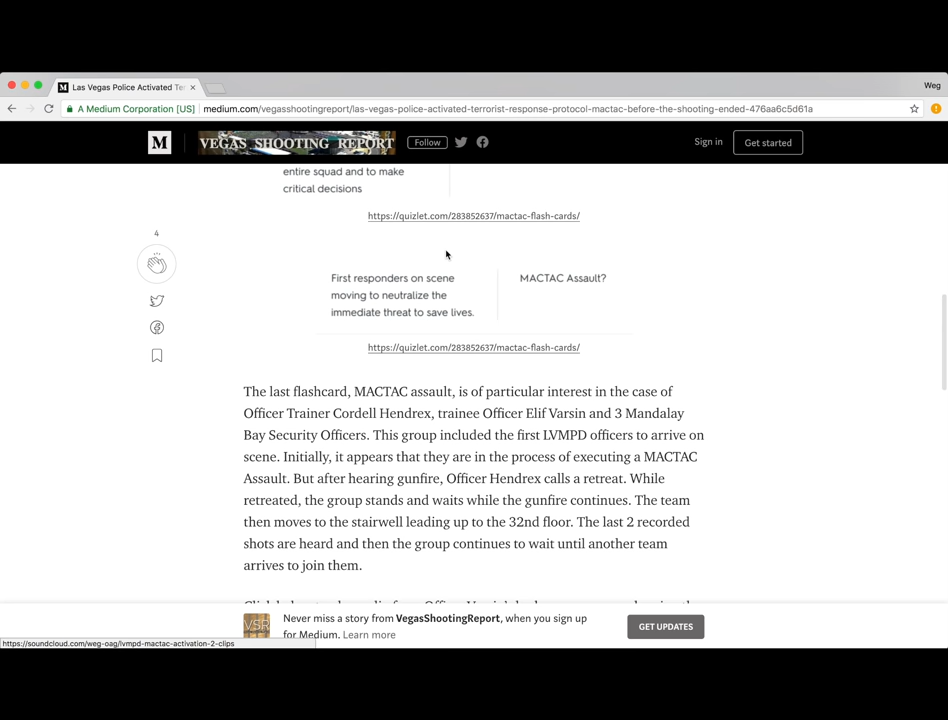 Las Vegas Police Activated Ter
Weg
A Medium Corporation [US]
medium.com/vegasshootingreport/las-vegas-police-activated-terrorist-response-protocol-mactac-before-the-shooting-ended-476aa6c5d61a
M
VEGAS SHOOTING REPORT
Follow
Sign in
Get started
entire squad and to make
critical decisions
https://quizlet.com/283852637/mactac-flash-cards/
4
First responders on scene
moving to neutralize the
immediate threat to save lives.
MACTAC Assault?
https://quizlet.com/283852637/mactac-flash-cards/
The last flashcard, MACTAC assault, is of particular interest in the case of
Officer Trainer Cordell Hendrex, trainee Officer Elif Varsin and 3 Mandalay
Bay Security Officers. This group included the first LVMPD officers to arrive on
scene. Initially, it appears that they are in the process of executing a MACTAC
Assault. But after hearing gunfire, Officer Hendrex calls a retreat. While
retreated, the group stands and waits while the gunfire continues. The team
then moves to the stairwell leading up to the 32nd floor. The last 2 recorded
shots are heard and then the group continues to wait until another team
arrives to join them.
VSR
Never miss a story from VegasShootingReport, when you sign up
for Medium. Learn more
GET UPDATES
https://soundcloud.com/weg-oag/lvmpd-mactac-activation-2-clips